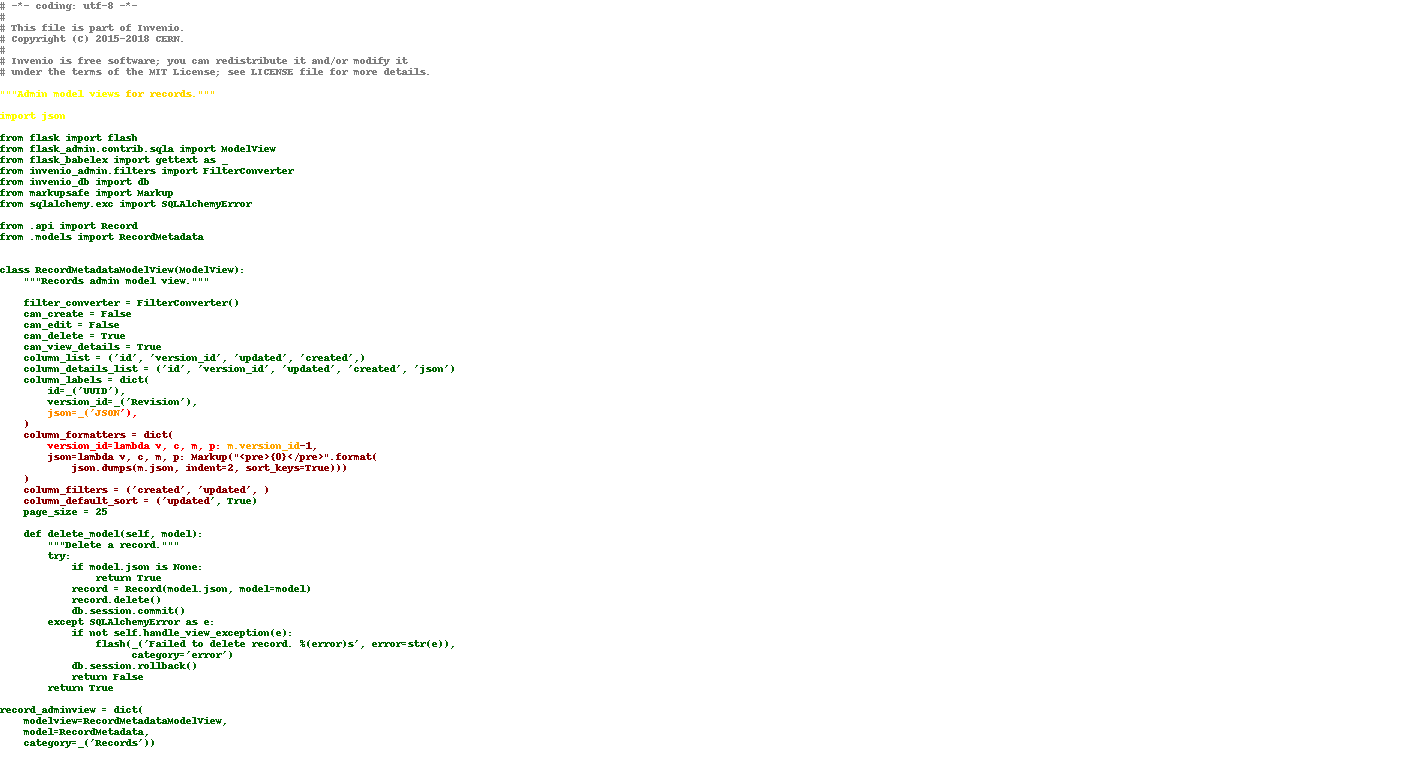 # -*- coding: utf-8 -*-
#
# This file is part of Invenio.
# Copyright (C) 2015-2018 CERN.
#
# Invenio is free software; you can redistribute it and/or modify it
# under the terms of the MIT License; see LICENSE file for more details.
"""Admin model views for records."""
import json
from flask import flash
from flask_admin.contrib.sqla import ModelView
from flask_babelex import gettext as _
from invenio_admin.filters import FilterConverter
from invenio_db import db
from markupsafe import Markup
from sqlalchemy.exc import SQLAlchemyError
from .api import Record
from .models import RecordMetadata
class RecordMetadataModelView(ModelView):
    """Records admin model view."""
    filter_converter = FilterConverter()
    can_create = False
    can_edit = False
    can_delete = True
    can_view_details = True
    column_list = ('id', 'version_id', 'updated', 'created',)
    column_details_list = ('id', 'version_id', 'updated', 'created', 'json')
    column_labels = dict(
        id=_('UUID'),
        version_id=_('Revision'),
        json=_('JSON'),
    )
    column_formatters = dict(
        version_id=lambda v, c, m, p: m.version_id-1,
        json=lambda v, c, m, p: Markup("<pre>{0}</pre>".format(
            json.dumps(m.json, indent=2, sort_keys=True)))
    )
    column_filters = ('created', 'updated', )
    column_default_sort = ('updated', True)
    page_size = 25
    def delete_model(self, model):
        """Delete a record."""
        try:
            if model.json is None:
                return True
            record = Record(model.json, model=model)
            record.delete()
            db.session.commit()
        except SQLAlchemyError as e:
            if not self.handle_view_exception(e):
                flash(_('Failed to delete record. %(error)s', error=str(e)),
                      category='error')
            db.session.rollback()
            return False
        return True
record_adminview = dict(
    modelview=RecordMetadataModelView,
    model=RecordMetadata,
    category=_('Records'))